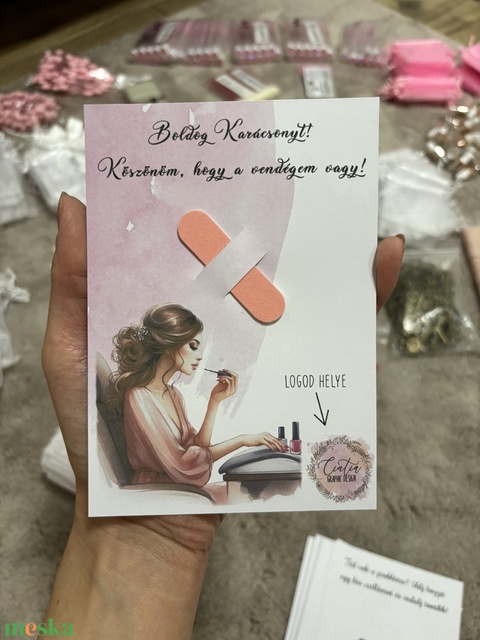 Boldog Karácsonyt!
Köszönöm, hogy a vendégem vagy!
LOGOD HELYE
Cintia
GRAPHIC DESIGN
meska